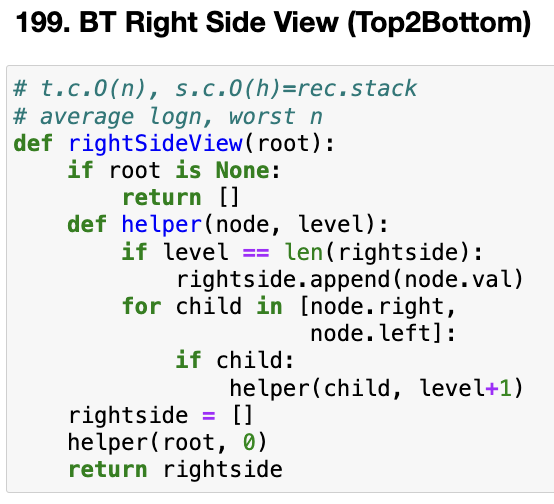 199. BT Right Side View (Top2Bottom)
# t.c.O(n), s.c.O(h)=rec.stack
# average logn, worst n
def rightSideView(root):
    if root is None:
        return []
    def helper(node, level):
        if level == len(rightside):
            rightside.append(node.val)
        for child in [node.right,
                      node.left]:
            if child:
                helper(child, level+1)
    rightside = []
    helper(root, 0)
    return rightside